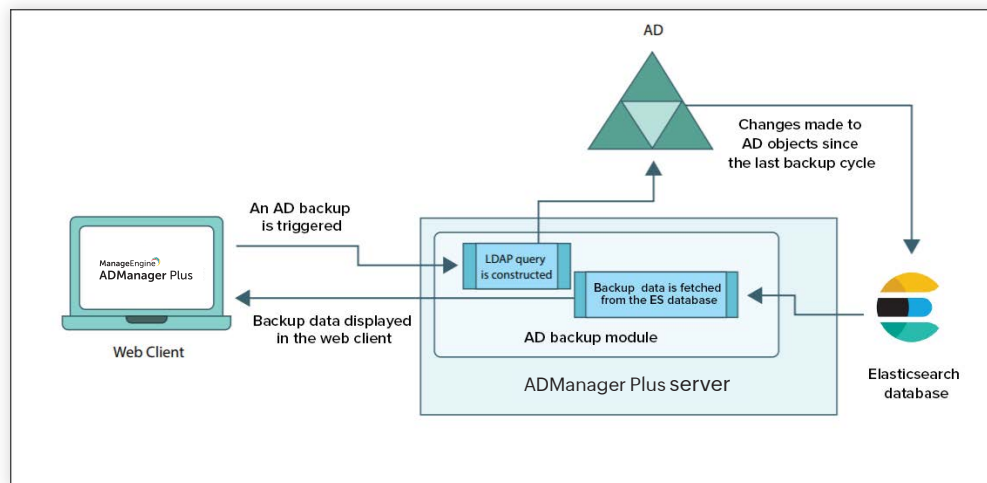 AD
Changes made to
AD objects since
the last backup cycle
An AD backup
is triggered
ManageEngine
ADManager Plus
LDAP query
is constructed
Backup data is fetched
from the ES database
Backup data displayed
in the web client
AD backup module
Web Client
ADManager Plus server
Elasticsearch
database